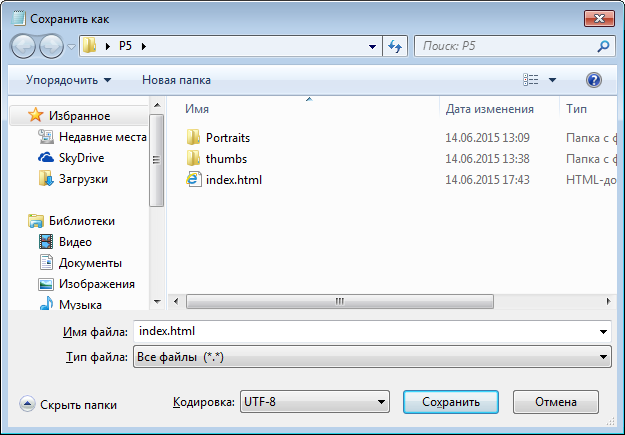 Сохранить как
P5
Поиск: P5
Упорядочить
Новая папка
Избранное
Недавние места
SkyDrive
Загрузки
Библиотеки
Видео
Документы
Изображения
Музыка
Имя Дата изменения Тип
Portraits 14.06.2015 13:09 Папка с ф
thumbs 14.06.2015 13:38 Папка с ф
index.html 14.06.2015 17:43 HTML-до
Имя файла: index.html
Тип файла: Все файлы (*.*)
Скрыть папки
Кодировка: UTF-8
Сохранить
Отмена